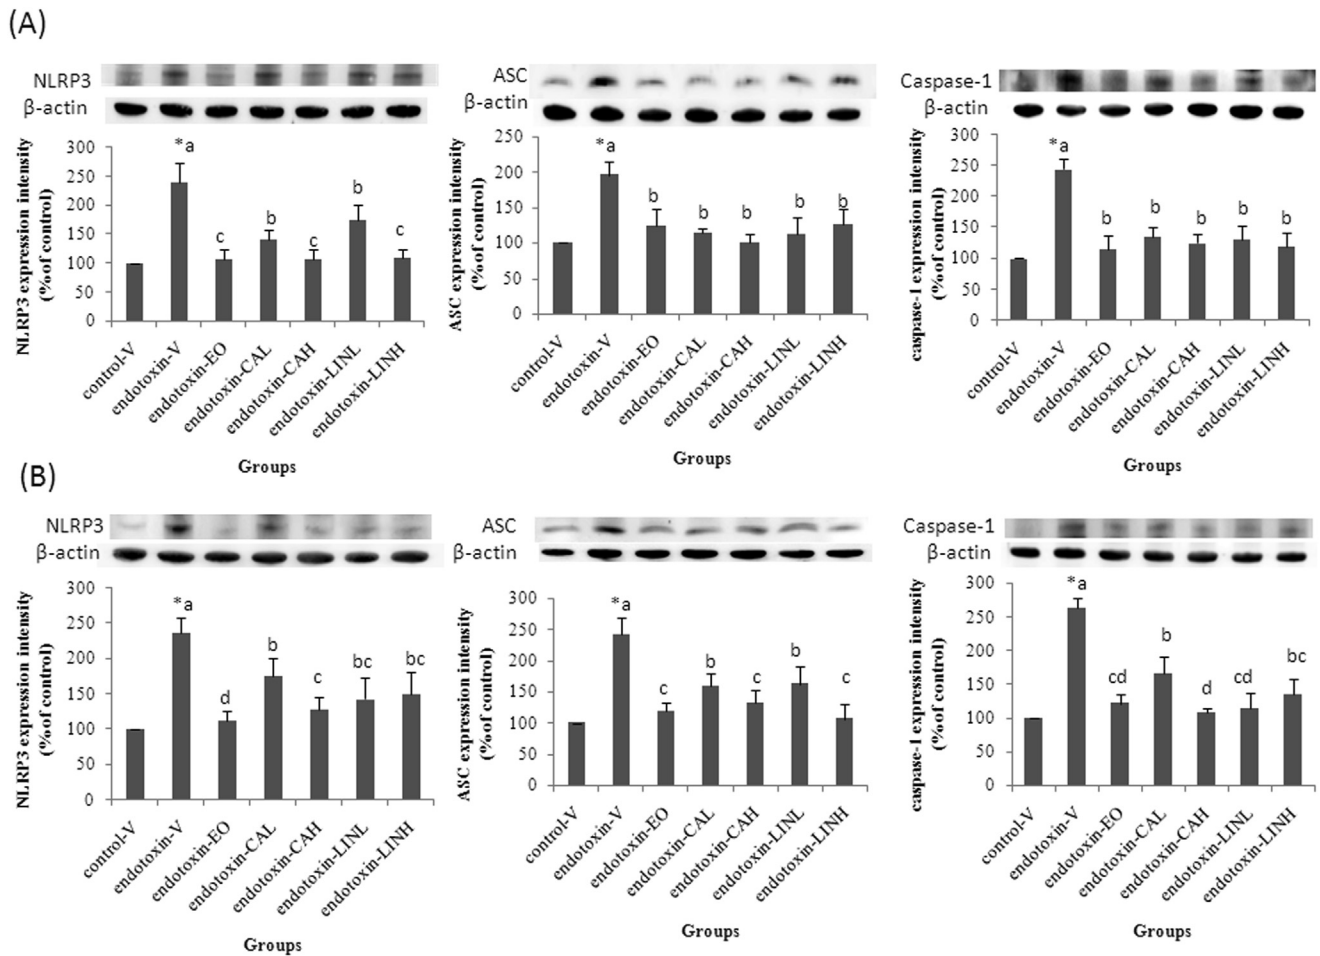 (A)
NLRP3
β-actin
NLRP3 expression intensity
(%of control)
300
250
200
150
100
50
0
*a
c
b
c
b
c
control-V
endotoxin-V
endotoxin-EO
endotoxin-CAL
endotoxin-CAH
endotoxin-LINL
endotoxin-LINH
Groups
ASC
β-actin
ASC expression intensity
(%of control)
250
200
150
100
50
0
*a
b
b
b
b
b
control-V
endotoxin-V
endotoxin-EO
endotoxin-CAL
endotoxin-CAH
endotoxin-LINL
endotoxin-LINH
Groups
Caspase-1
β-actin
caspase-1 expression intensity
(%of control)
300
250
200
150
100
50
0
*a
b
b
b
b
b
control-V
endotoxin-V
endotoxin-EO
endotoxin-CAL
endotoxin-CAH
endotoxin-LINL
endotoxin-LINH
Groups
(B)
NLRP3
β-actin
NLRP3 expression intensity
(%of control)
300
250
200
150
100
50
0
*a
d
b
c
bc
bc
control-V
endotoxin-V
endotoxin-EO
endotoxin-CAL
endotoxin-CAH
endotoxin-LINL
endotoxin-LINH
Groups
ASC
β-actin
ASC expression intensity
(%of control)
300
250
200
150
100
50
0
*a
c
b
c
b
c
control-V
endotoxin-V
endotoxin-EO
endotoxin-CAL
endotoxin-CAH
endotoxin-LINL
endotoxin-LINH
Groups
Caspase-1
β-actin
caspase-1 expression intensity
(%of control)
300
250
200
150
100
50
0
*a
cd
b
d
cd
bc
control-V
endotoxin-V
endotoxin-EO
endotoxin-CAL
endotoxin-CAH
endotoxin-LINL
endotoxin-LINH
Groups